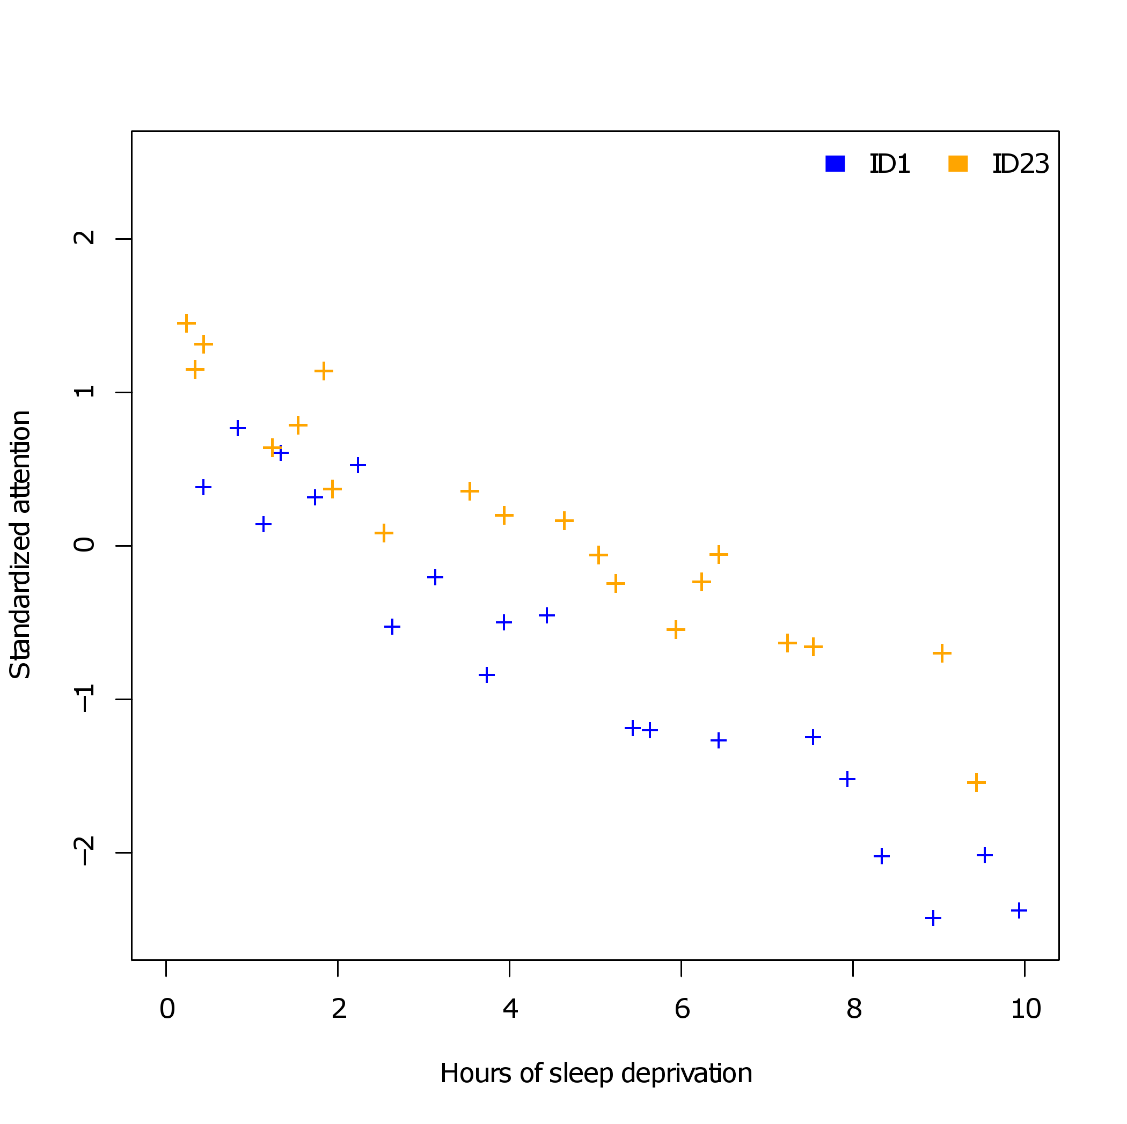 ID1 ID23
2
1
0
−1
−2
Standardized attention
0 2 4 6 8 10
Hours of sleep deprivation